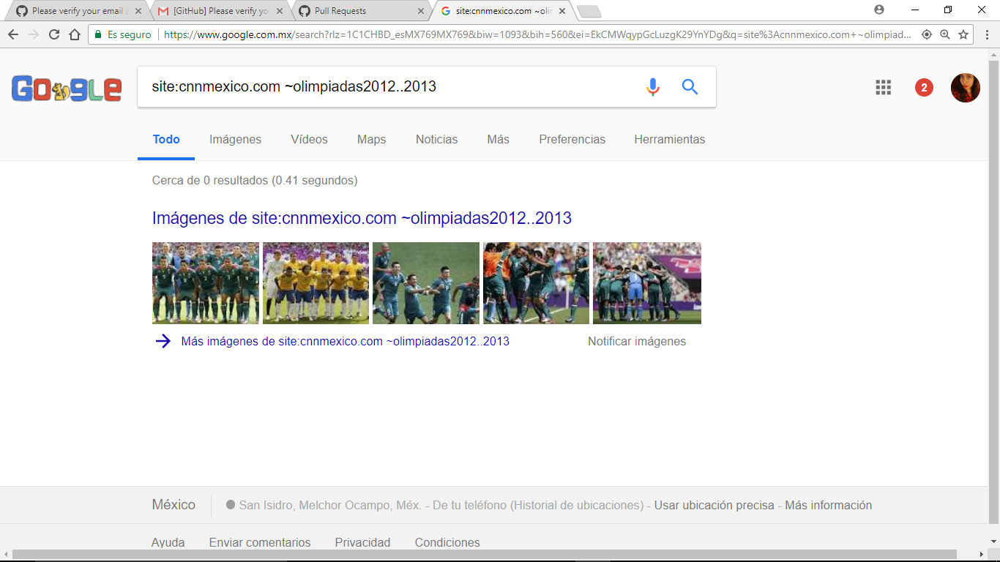 Please verify your email a
[GitHub] Please verify yo
Pull Requests
site:cnnmexico.com ~olim
Es seguro
https://www.google.com.mx/search?rlz=1C1CHBD_esMX769MX769&biw=1093&bih=560&ei=EkCMWqypGcLuzgK29YnYDg&q=site%3Acnnmexico.com+~olimpiad...
Google
site:cnnmexico.com ~olimpiadas2012..2013
2
Todo
Imágenes
Vídeos
Maps
Noticias
Más
Preferencias
Herramientas
Cerca de 0 resultados (0.41 segundos)
Imágenes de site:cnnmexico.com ~olimpiadas2012..2013
Más imágenes de site:cnnmexico.com ~olimpiadas2012..2013
Notificar imágenes
México
San Isidro, Melchor Ocampo, Méx. - De tu teléfono (Historial de ubicaciones) - Usar ubicación precisa - Más información
Ayuda
Enviar comentarios
Privacidad
Condiciones